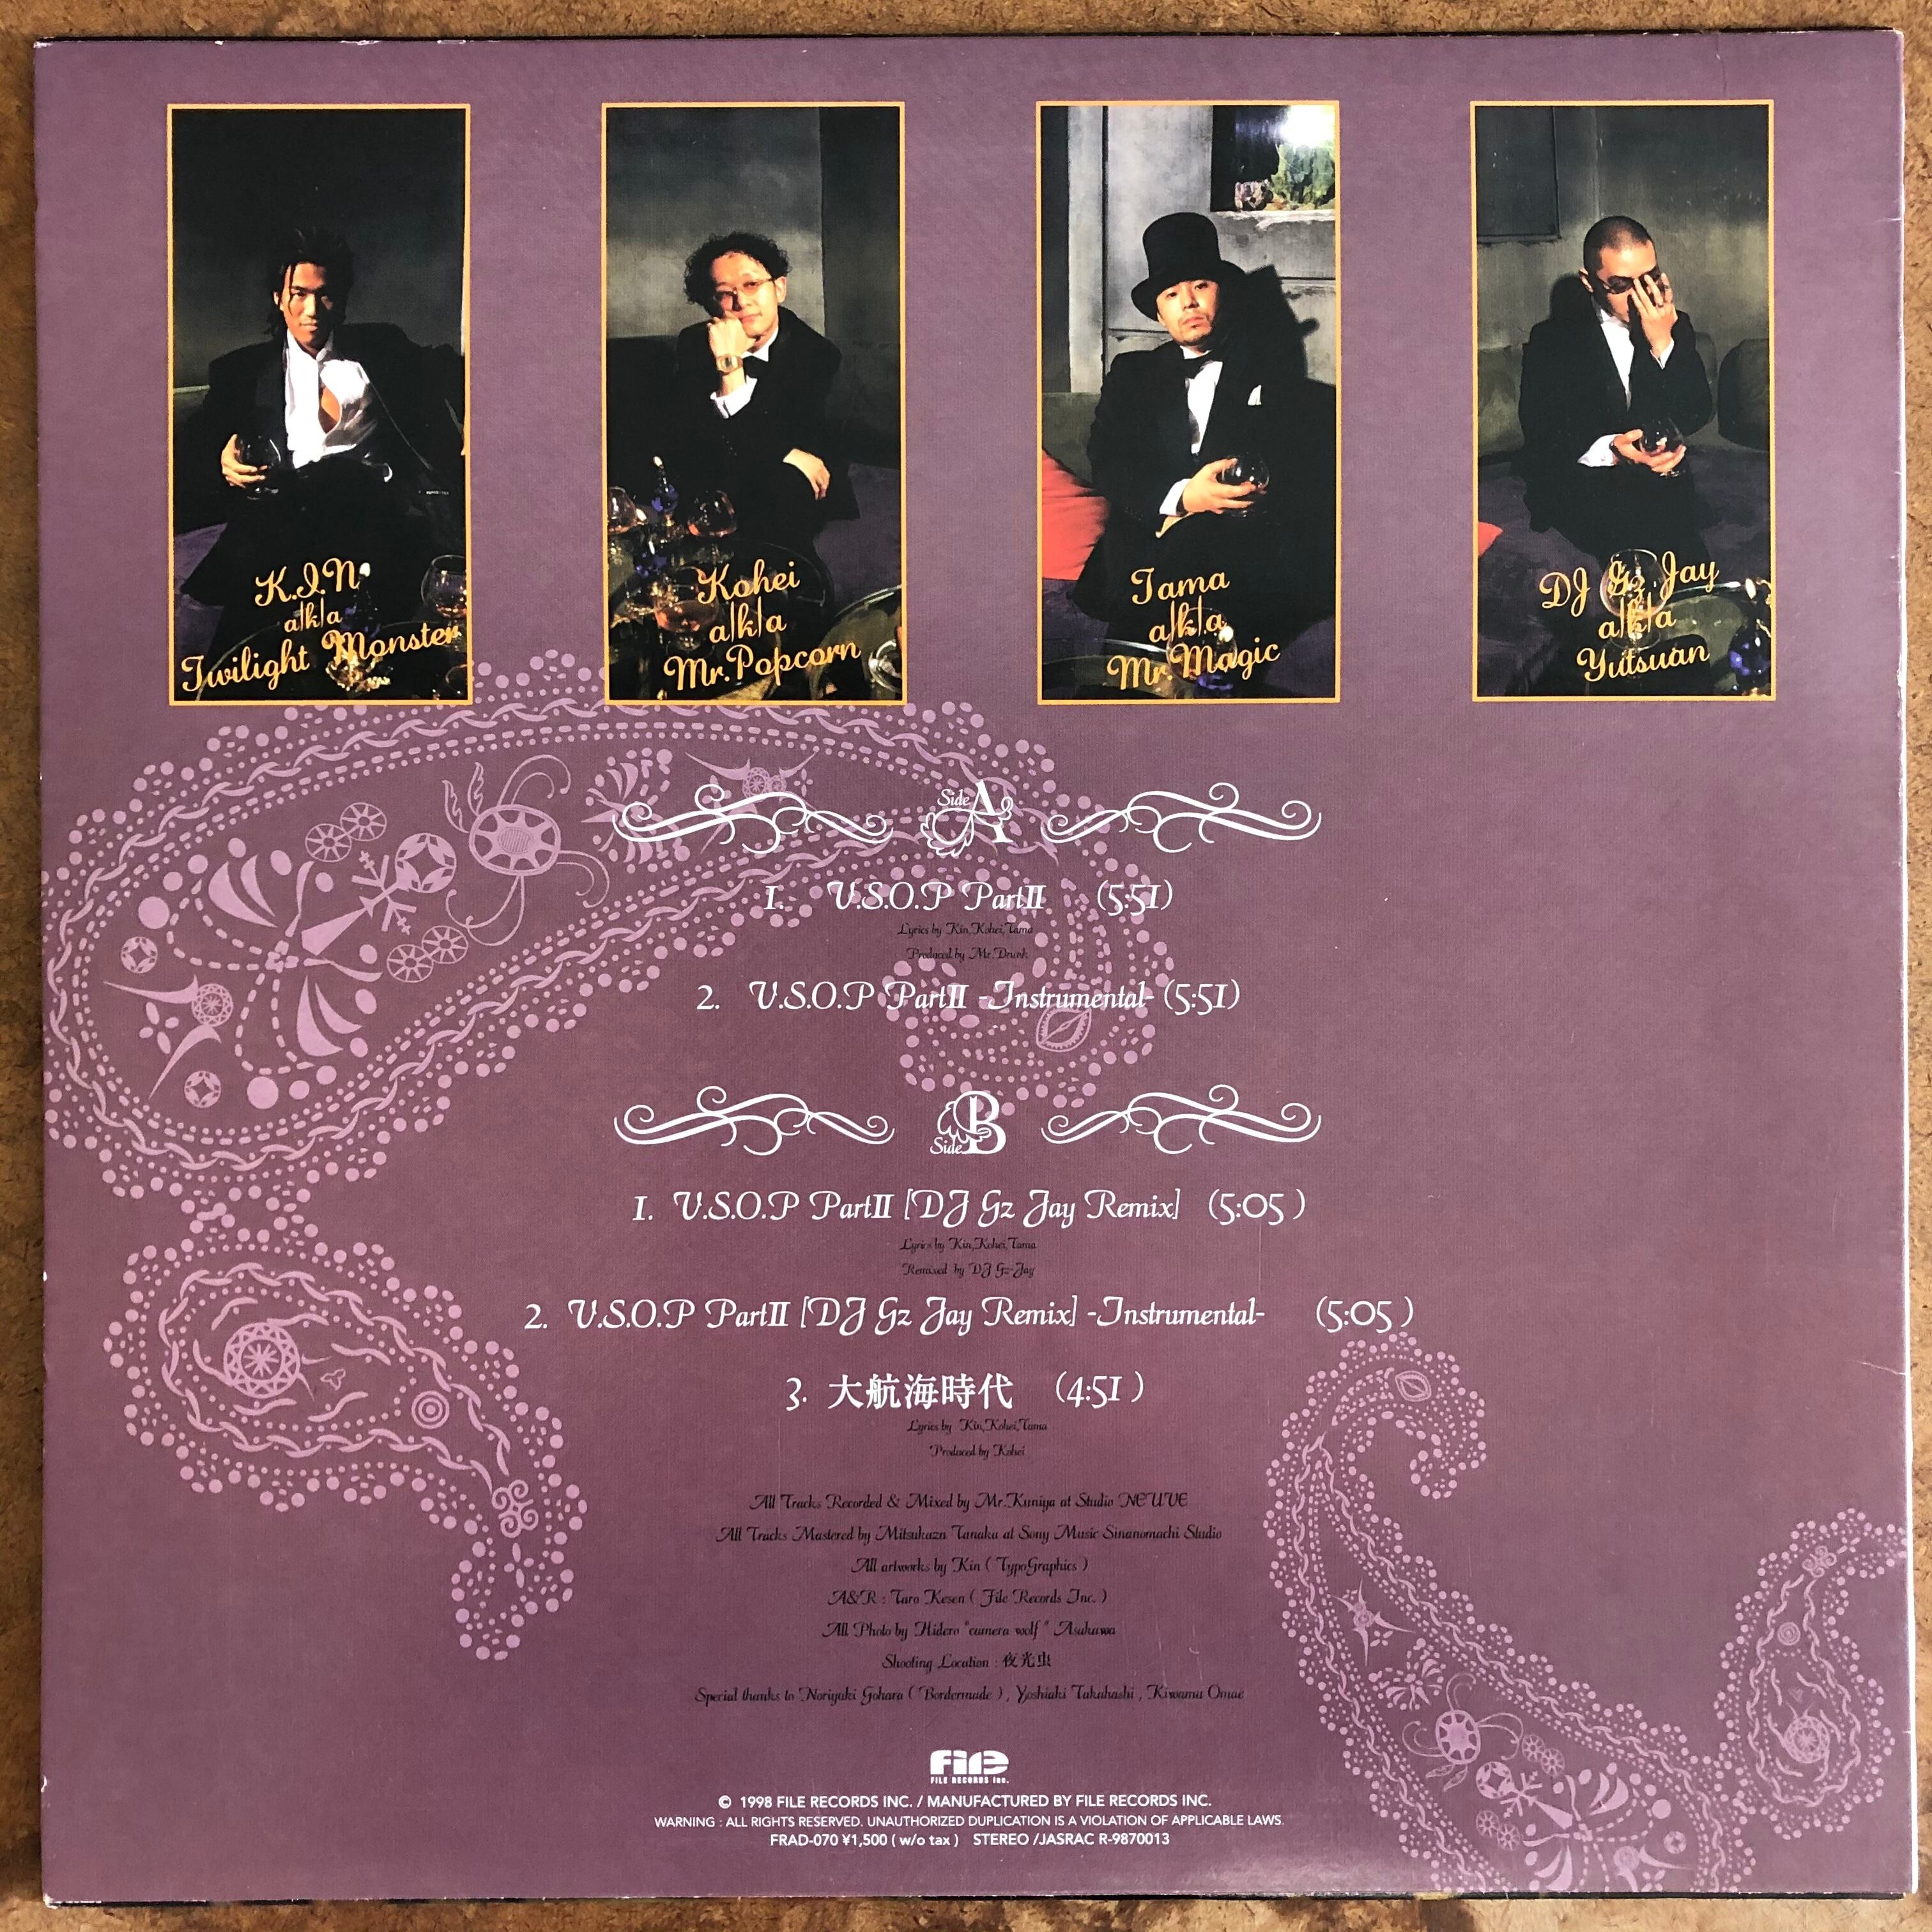 K.I.N
a|k|a
Twilight Monster
Kohei
a|k|a
Mr.Popcorn
Tama
a|k|a
Mr.Magic
DJ Gz Jay
a|k|a
Yutsuan
Side A
1. V.S.O.P PartII (5:51)
Lyrics by Kin,Kohei,Tama
Produced by Mr.Drunk
2. V.S.O.P PartII -Instrumental- (5:51)
Side B
1. V.S.O.P PartII [DJ Gz Jay Remix] (5:05 )
Lyrics by Kin,Kohei,Tama
Remixed by DJ Gz-Jay
2. V.S.O.P PartII [DJ Gz Jay Remix] -Instrumental- (5:05 )
3. 大航海時代 (4:51 )
Lyrics by Kin,Kohei,Tama
Produced by Kohei
All Tracks Recorded & Mixed by Mr.Kuniya at Studio NEUVE
All Tracks Mastered by Mitsukazu Tanaka at Sony Music Sinanomachi Studio
All artworks by Kin ( TypoGraphics )
A&R : Taro Kesen ( File Records Inc. )
All Photo by Hidero "camera wolf " Asukawa
Shooting Location : 夜光虫
Special thanks to Noriyuki Gohara ( Bordermade ) , Yoshiaki Takahashi , Kiwamu Omae
File
FILE RECORDS Inc.
© 1998 FILE RECORDS INC. / MANUFACTURED BY FILE RECORDS INC.
WARNING : ALL RIGHTS RESERVED. UNAUTHORIZED DUPLICATION IS A VIOLATION OF APPLICABLE LAWS.
FRAD-070 ¥1,500 ( w/o tax ) STEREO /JASRAC R-9870013